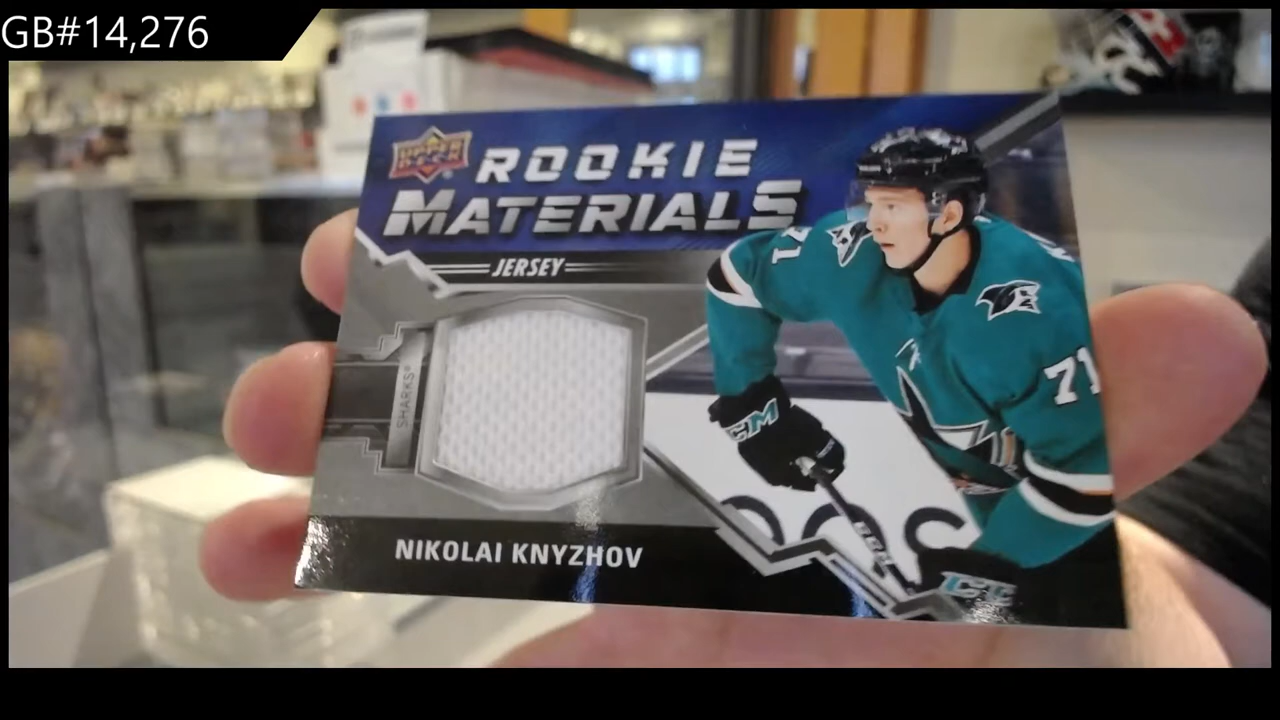 GB#14,276
UPPER
DECK
ROOKIE
MATERIALS
JERSEY
71
71
SHARKS
CCM
NIKOLAI KNYZHOV